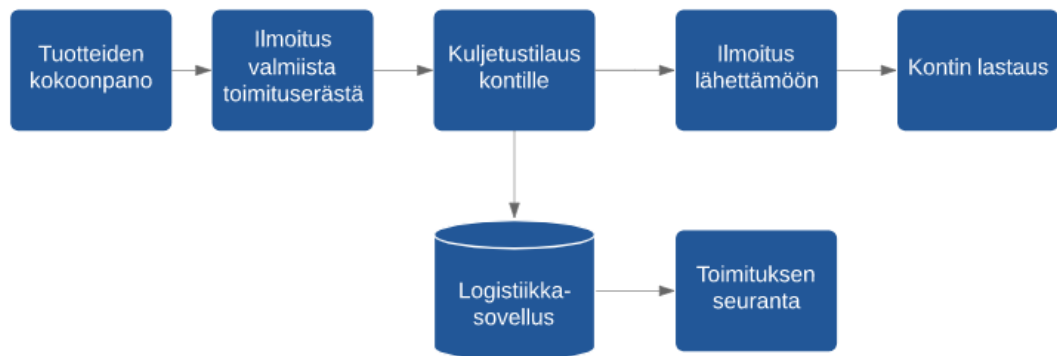 Tuotteiden
kokoonpano
Ilmoitus
valmiista
toimituserästä
Kuljetustilaus
kontille
Ilmoitus
lähettämöön
Kontin lastaus
Logistiikka-
sovellus
Toimituksen
seuranta